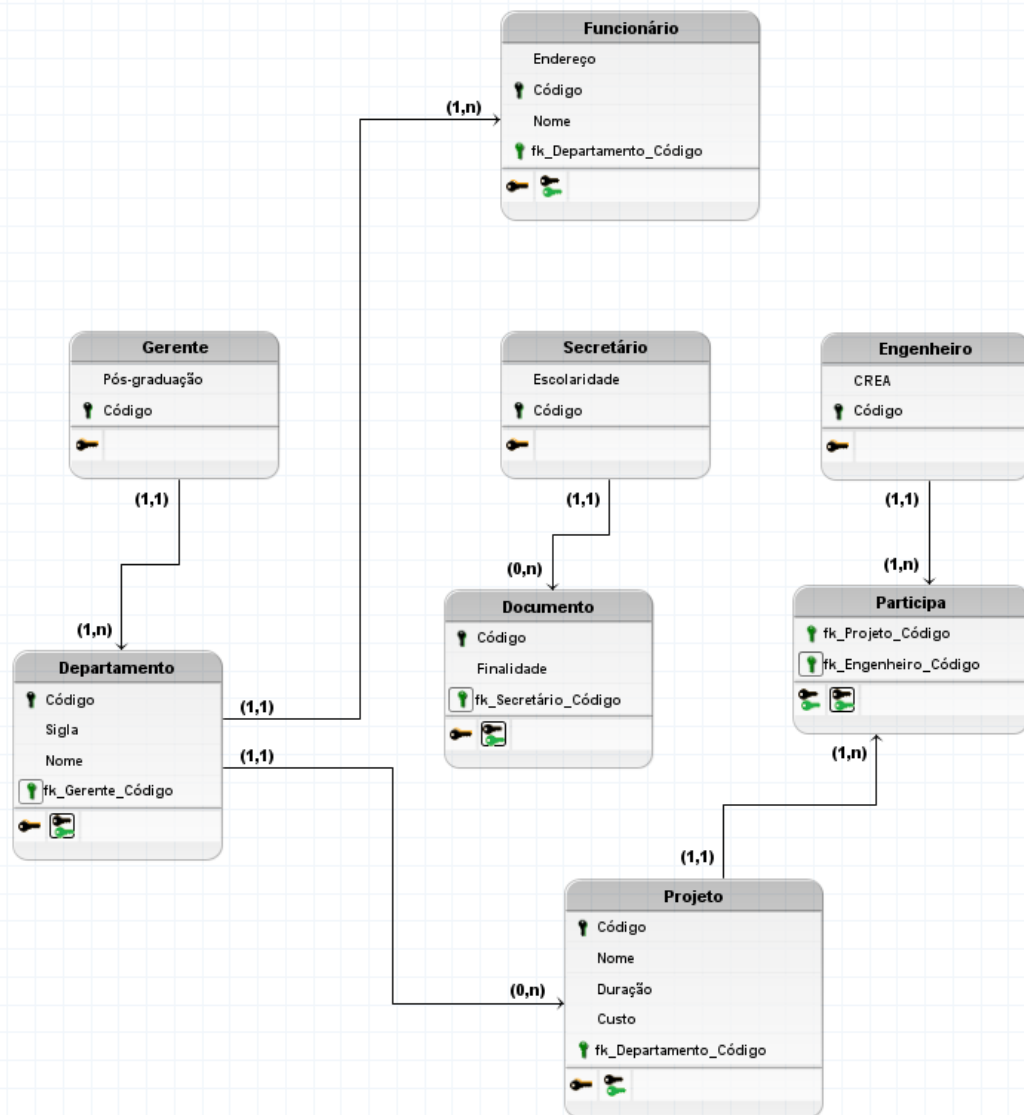 Funcionário
Endereço
Código
Nome
fk_Departamento_Código
(1,n)
Gerente
Pós-graduação
Código
(1,1)
Secretário
Escolaridade
Código
(1,1)
Engenheiro
CREA
Código
(1,1)
(1,n)
Departamento
Código
Sigla
Nome
fk_Gerente_Código
(1,1)
(1,1)
(0,n)
Documento
Código
Finalidade
fk_Secretário_Código
(1,n)
Participa
fk_Projeto_Código
fk_Engenheiro_Código
(1,n)
(1,1)
Projeto
Código
Nome
Duração
Custo
fk_Departamento_Código
(0,n)